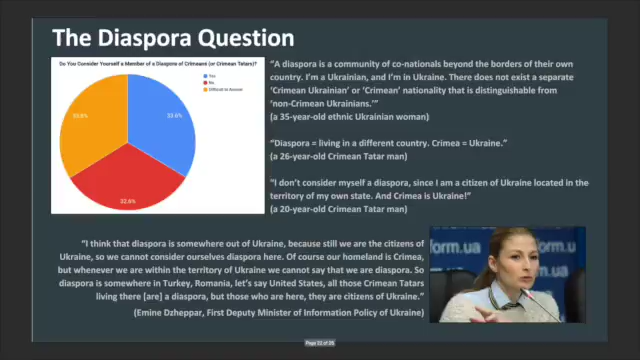 The Diaspora Question
Do You Consider Yourself a Member of a Diaspora of Crimeans (or Crimean Tatars)?
Yes
No
Difficult to Answer
33.6%
32.6%
“A diaspora is a community of co-nationals beyond the borders of their own
country. I’m a Ukrainian, and I’m in Ukraine. There does not exist a separate
‘Crimean Ukrainian’ or ‘Crimean’ nationality that is distinguishable from
‘non-Crimean Ukrainians.’”
(a 35-year-old ethnic Ukrainian woman)
“Diaspora = living in a different country. Crimea = Ukraine.”
(a 26-year-old Crimean Tatar man)
“I don’t consider myself a diaspora, since I am a citizen of Ukraine located in the
territory of my own state. And Crimea is Ukraine!”
(a 20-year-old Crimean Tatar man)
“I think that diaspora is somewhere out of Ukraine, because still we are the citizens of
Ukraine, so we cannot consider ourselves diaspora here. Of course our homeland is Crimea,
but whenever we are within the territory of Ukraine we cannot say that we are diaspora. So
diaspora is somewhere in Turkey, Romania, let’s say United States, all those Crimean Tatars
living there [are] a diaspora, but those who are here, they are citizens of Ukraine.”
(Emine Dzheppar, First Deputy Minister of Information Policy of Ukraine)
form.ua
Page 22 of 25